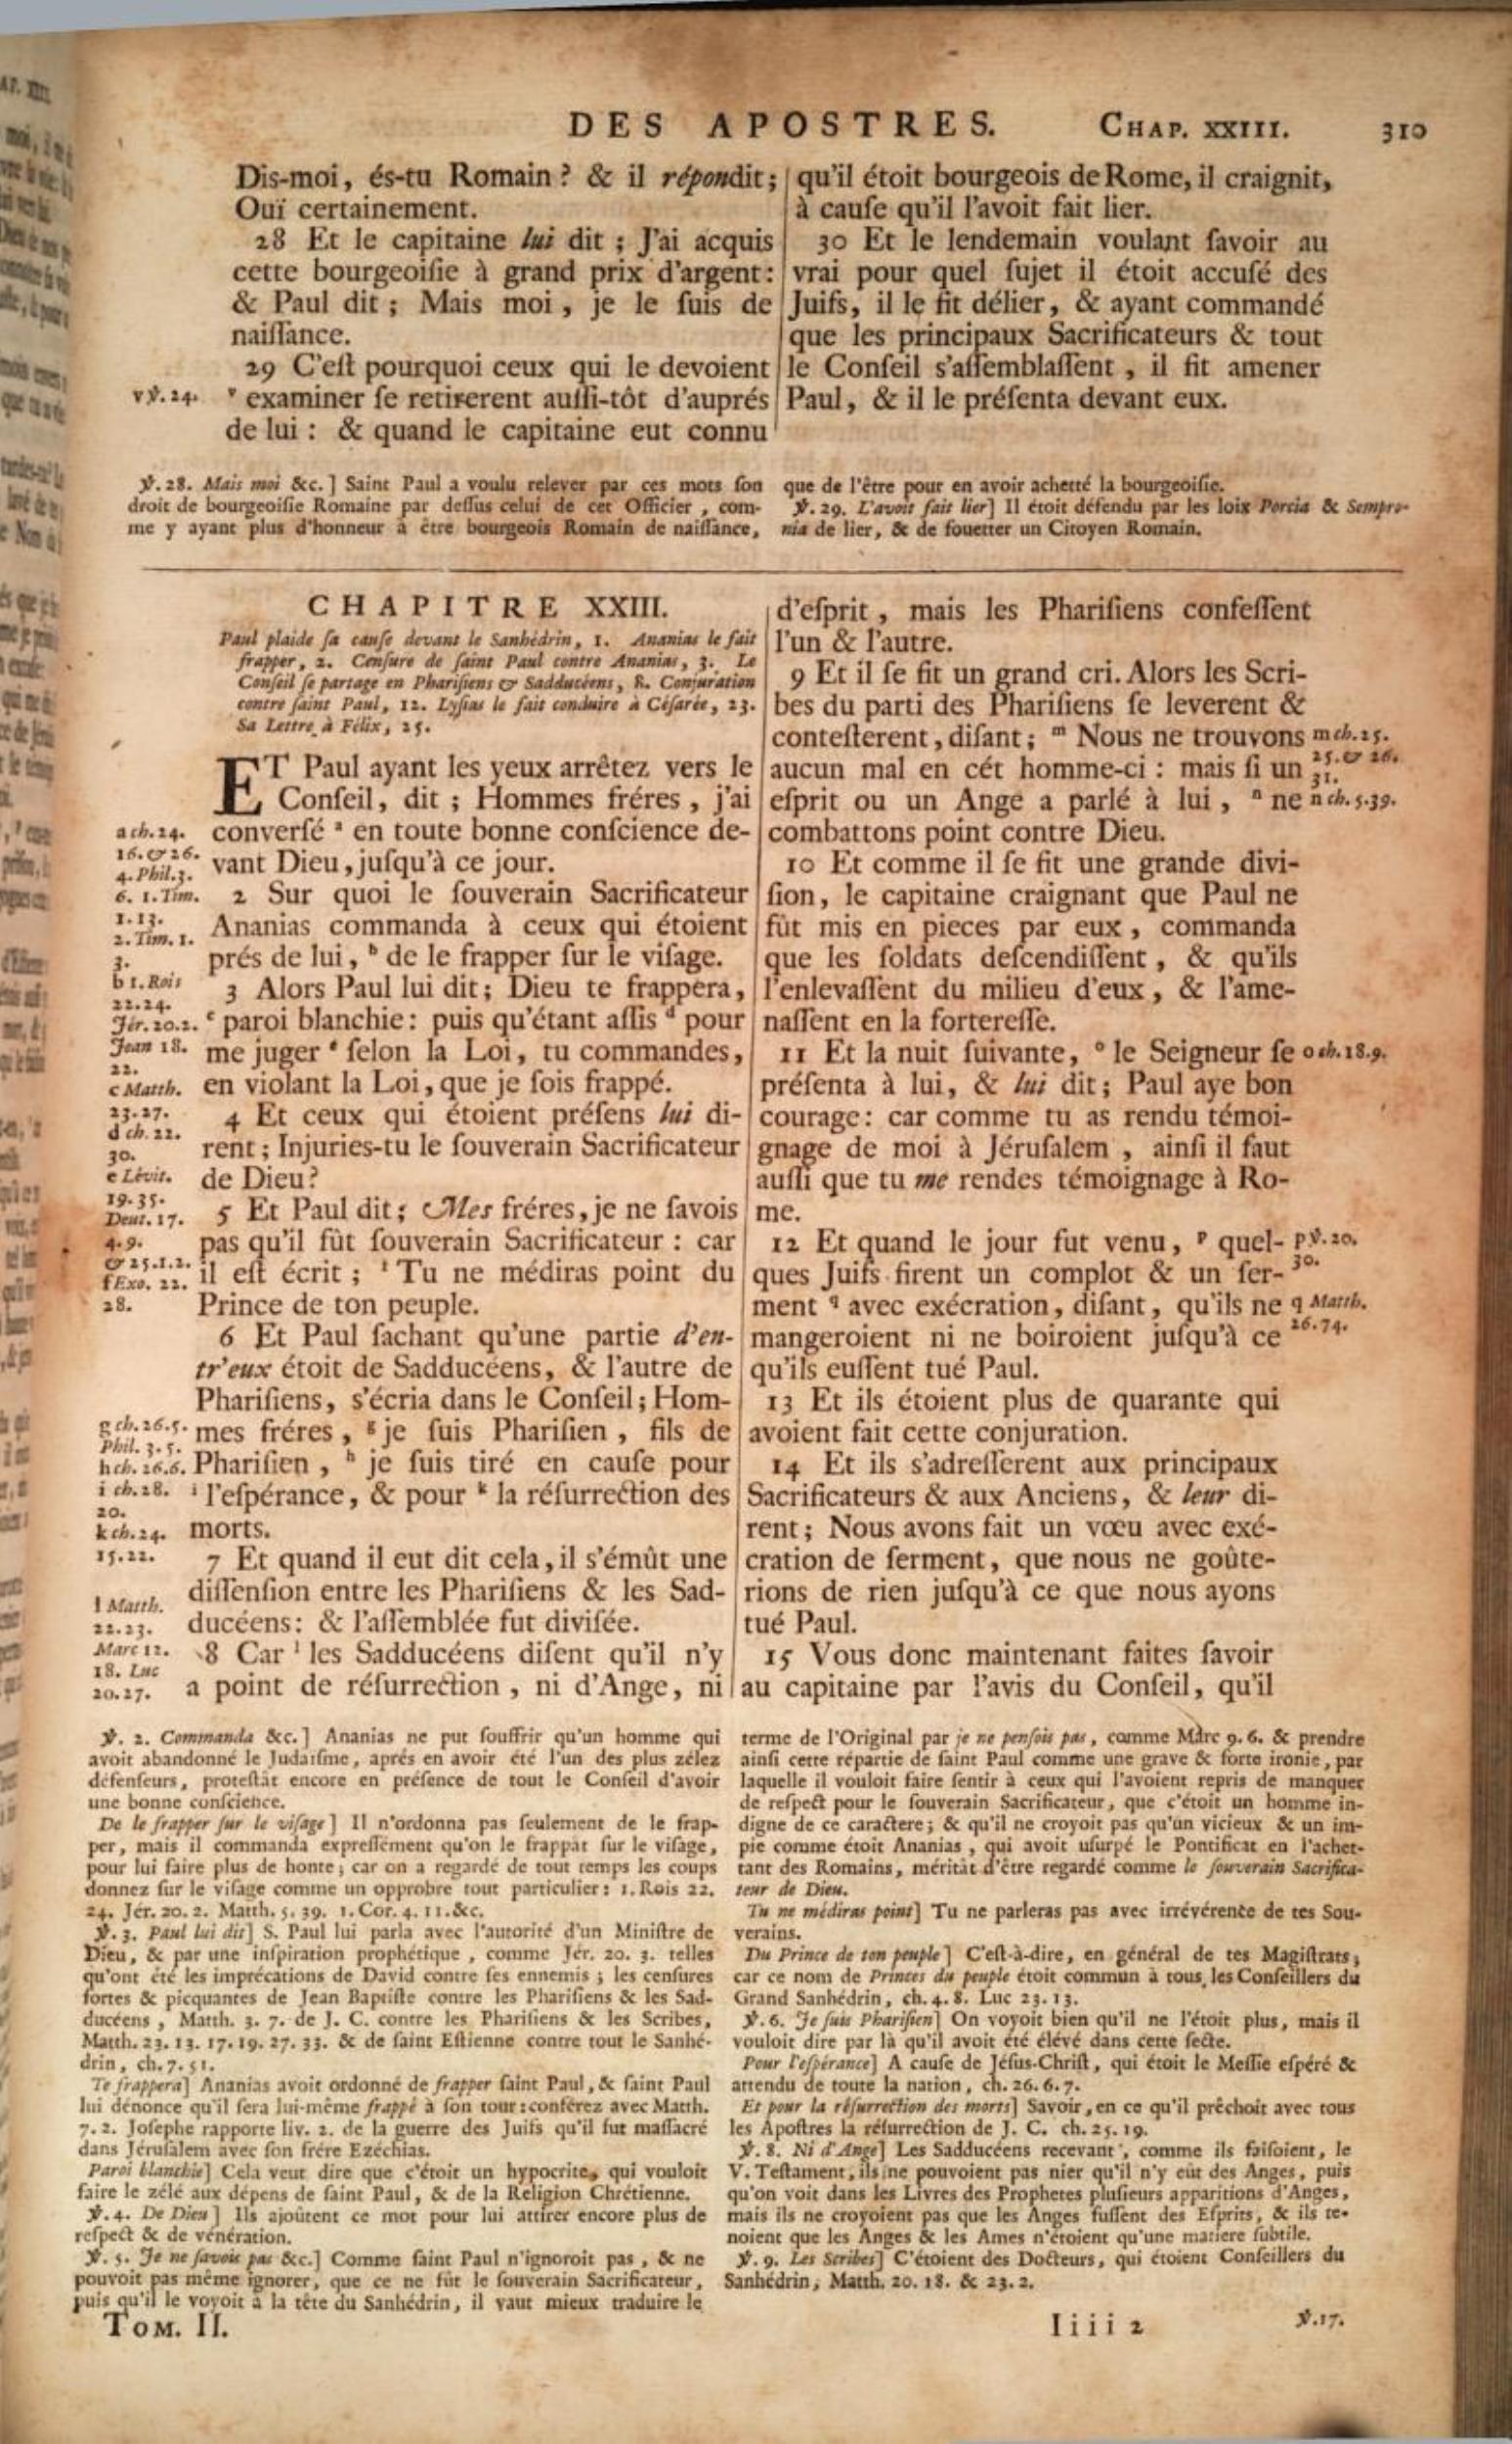 DES APOSTRES. CHAP. XXIII. 310
Dis-moi, és-tu Romain? & il répondit;
Ouï certainement.
28 Et le capitaine lui dit ; J'ai acquis
cette bourgeoiſie à grand prix d'argent:
& Paul dit ; Mais moi, je le ſuis de
naiſſance.
29 C'eſt pourquoi ceux qui le devoient
v ℣.24. ᵛ examiner ſe retirerent auſſi-tôt d'auprés
de lui : & quand le capitaine eut connu
qu'il étoit bourgeois de Rome, il craignit,
à cauſe qu'il l'avoit fait lier.
30 Et le lendemain voulant ſavoir au
vrai pour quel ſujet il étoit accuſé des
Juifs, il le fit délier, & ayant commandé
que les principaux Sacrificateurs & tout
le Conſeil s'aſſemblaſſent, il fit amener
Paul, & il le préſenta devant eux.
℣. 28. Mais moi &c.] Saint Paul a voulu relever par ces mots ſon
droit de bourgeoiſie Romaine par deſſus celui de cet Officier, com-
me y ayant plus d'honneur à être bourgeois Romain de naiſſance,
que de l'être pour en avoir achetté la bourgeoiſie.
℣. 29. L'avoit fait lier] Il étoit défendu par les loix Porcia & Sempro-
nia de lier, & de fouetter un Citoyen Romain.
CHAPITRE XXIII.
Paul plaide ſa cauſe devant le Sanhédrin, 1. Ananias le fait
frapper, 2. Cenſure de ſaint Paul contre Ananias, 3. Le
Conſeil ſe partage en Phariſiens & Sadducéens, 8. Conjuration
contre ſaint Paul, 12. Lyſias le fait conduire à Céſarée, 23.
Sa Lettre à Félix, 25.
ET Paul ayant les yeux arrêtez vers le
Conſeil, dit ; Hommes fréres, j'ai
converſé ᵃ en toute bonne conſcience de-
vant Dieu, juſqu'à ce jour.
2 Sur quoi le ſouverain Sacrificateur
Ananias commanda à ceux qui étoient
prés de lui, ᵇ de le frapper ſur le viſage.
3 Alors Paul lui dit; Dieu te frappera,
ᶜ paroi blanchie: puis qu'étant aſſis ᵈ pour
me juger ᵉ ſelon la Loi, tu commandes,
en violant la Loi, que je ſois frappé.
4 Et ceux qui étoient préſens lui di-
rent ; Injuries-tu le ſouverain Sacrificateur
de Dieu?
5 Et Paul dit; Mes fréres, je ne ſavois
pas qu'il fût ſouverain Sacrificateur : car
il eſt écrit ; ᶠ Tu ne médiras point du
Prince de ton peuple.
6 Et Paul ſachant qu'une partie d'en-
tr'eux étoit de Sadducéens, & l'autre de
Phariſiens, s'écria dans le Conſeil; Hom-
mes fréres, ᵍ je ſuis Phariſien, fils de
Phariſien, ʰ je ſuis tiré en cauſe pour
ⁱ l'eſpérance, & pour ᵏ la réſurrection des
morts.
7 Et quand il eut dit cela, il s'émût une
diſſenſion entre les Phariſiens & les Sad-
ducéens: & l'aſſemblée fut diviſée.
8 Car ˡ les Sadducéens diſent qu'il n'y
a point de réſurrection, ni d'Ange, ni
a ch. 24.
16. & 26.
4. Phil. 3.
6. 1. Tim.
1. 13.
2. Tim. 1.
3.
b 1. Rois
22. 24.
Jér. 20. 2.
Jean 18.
22.
c Matth.
23. 27.
d ch. 22.
30.
e Lévit.
19. 35.
Deut. 17.
4. 9.
& 25. 1. 2.
f Exo. 22.
28.
g ch. 26. 5.
Phil. 3. 5.
h ch. 26. 6.
i ch. 28.
20.
k ch. 24.
15. 22.
l Matth.
22. 23.
Marc 12.
18. Luc
20. 27.
d'eſprit, mais les Phariſiens confeſſent
l'un & l'autre.
9 Et il ſe fit un grand cri. Alors les Scri-
bes du parti des Phariſiens ſe leverent &
conteſterent, diſant ; ᵐ Nous ne trouvons
aucun mal en cét homme-ci : mais ſi un
eſprit ou un Ange a parlé à lui, ⁿ ne
combattons point contre Dieu.
10 Et comme il ſe fit une grande divi-
ſion, le capitaine craignant que Paul ne
fût mis en pieces par eux, commanda
que les ſoldats deſcendiſſent, & qu'ils
l'enlevaſſent du milieu d'eux, & l'ame-
naſſent en la fortereſſe.
11 Et la nuit ſuivante, ᵒ le Seigneur ſe
préſenta à lui, & lui dit; Paul aye bon
courage: car comme tu as rendu témoi-
gnage de moi à Jéruſalem, ainſi il faut
auſſi que tu me rendes témoignage à Ro-
me.
12 Et quand le jour fut venu, ᵖ quel-
ques Juifs firent un complot & un ſer-
ment q avec exécration, diſant, qu'ils ne
mangeroient ni ne boiroient juſqu'à ce
qu'ils euſſent tué Paul.
13 Et ils étoient plus de quarante qui
avoient fait cette conjuration.
14 Et ils s'adreſſerent aux principaux
Sacrificateurs & aux Anciens, & leur di-
rent ; Nous avons fait un vœu avec exé-
cration de ſerment, que nous ne goûte-
rions de rien juſqu'à ce que nous ayons
tué Paul.
15 Vous donc maintenant faites ſavoir
au capitaine par l'avis du Conſeil, qu'il
m ch. 25.
25. & 26.
31.
n ch. 5. 39.
o ch. 18. 9.
p ℣. 20.
30.
q Matth.
26. 74.
℣. 2. Commanda &c.] Ananias ne put ſouffrir qu'un homme qui
avoit abandonné le Judaïſme, aprés en avoir été l'un des plus zélez
défenſeurs, proteſtât encore en préſence de tout le Conſeil d'avoir
une bonne conſcience.
De le frapper ſur le viſage] Il n'ordonna pas ſeulement de le frap-
per, mais il commanda expreſſément qu'on le frappât ſur le viſage,
pour lui faire plus de honte; car on a regardé de tout temps les coups
donnez ſur le viſage comme un opprobre tout particulier: 1. Rois 22.
24. Jér. 20. 2. Matth. 5. 39. 1. Cor. 4. 11. &c.
℣. 3. Paul lui dit] S. Paul lui parla avec l'autorité d'un Miniſtre de
Dieu, & par une inſpiration prophétique, comme Jér. 20. 3. telles
qu'ont été les imprécations de David contre ſes ennemis ; les cenſures
fortes & picquantes de Jean Baptiſte contre les Phariſiens & les Sad-
ducéens, Matth. 3. 7. de J. C. contre les Phariſiens & les Scribes,
Matth. 23. 13. 17. 19. 27. 33. & de ſaint Eſtienne contre tout le Sanhé-
drin, ch. 7. 51.
Te frappera] Ananias avoit ordonné de frapper ſaint Paul, & ſaint Paul
lui dénonce qu'il ſera lui-même frappé à ſon tour: conférez avec Matth.
7. 2. Joſephe rapporte liv. 2. de la guerre des Juifs qu'il fut maſſacré
dans Jéruſalem avec ſon frére Ezéchias.
Paroi blanchie] Cela veut dire que c'étoit un hypocrite, qui vouloit
faire le zélé aux dépens de ſaint Paul, & de la Religion Chrétienne.
℣. 4. De Dieu] Ils ajoûtent ce mot pour lui attirer encore plus de
reſpect & de vénération.
℣. 5. Je ne ſavois pas &c.] Comme ſaint Paul n'ignoroit pas, & ne
pouvoit pas même ignorer, que ce ne fût le ſouverain Sacrificateur,
puis qu'il le voyoit à la tête du Sanhédrin, il vaut mieux traduire le
terme de l'Original par je ne penſois pas, comme Marc 9. 6. & prendre
ainſi cette répartie de ſaint Paul comme une grave & forte ironie, par
laquelle il vouloit faire ſentir à ceux qui l'avoient repris de manquer
de reſpect pour le ſouverain Sacrificateur, que c'étoit un homme in-
digne de ce caractere; & qu'il ne croyoit pas qu'un vicieux & un im-
pie comme étoit Ananias, qui avoit uſurpé le Pontificat en l'achet-
tant des Romains, méritât d'être regardé comme le ſouverain Sacrifica-
teur de Dieu.
Tu ne médiras point] Tu ne parleras pas avec irrévérence de tes Sou-
verains.
Du Prince de ton peuple] C'eſt-à-dire, en général de tes Magiſtrats;
car ce nom de Princes du peuple étoit commun à tous les Conſeillers du
Grand Sanhédrin, ch. 4. 8. Luc 23. 13.
℣. 6. Je ſuis Phariſien] On voyoit bien qu'il ne l'étoit plus, mais il
vouloit dire par là qu'il avoit été élévé dans cette ſecte.
Pour l'eſpérance] A cauſe de Jéſus-Chriſt, qui étoit le Meſſie eſpéré &
attendu de toute la nation, ch. 26. 6. 7.
Et pour la réſurrection des morts] Savoir, en ce qu'il prêchoit avec tous
les Apoſtres la réſurrection de J. C. ch. 25. 19.
℣. 8. Ni d'Ange] Les Sadducéens recevant, comme ils faiſoient, le
V. Teſtament, ils ne pouvoient pas nier qu'il n'y eût des Anges, puis
qu'on voit dans les Livres des Prophetes pluſieurs apparitions d'Anges,
mais ils ne croyoient pas que les Anges fuſſent des Eſprits, & ils te-
noient que les Anges & les Ames n'étoient qu'une matiere ſubtile.
℣. 9. Les Scribes] C'étoient des Docteurs, qui étoient Conſeillers du
Sanhédrin, Matth. 20. 18. & 23. 2.
TOM. II. Iiii 2 ℣.17.